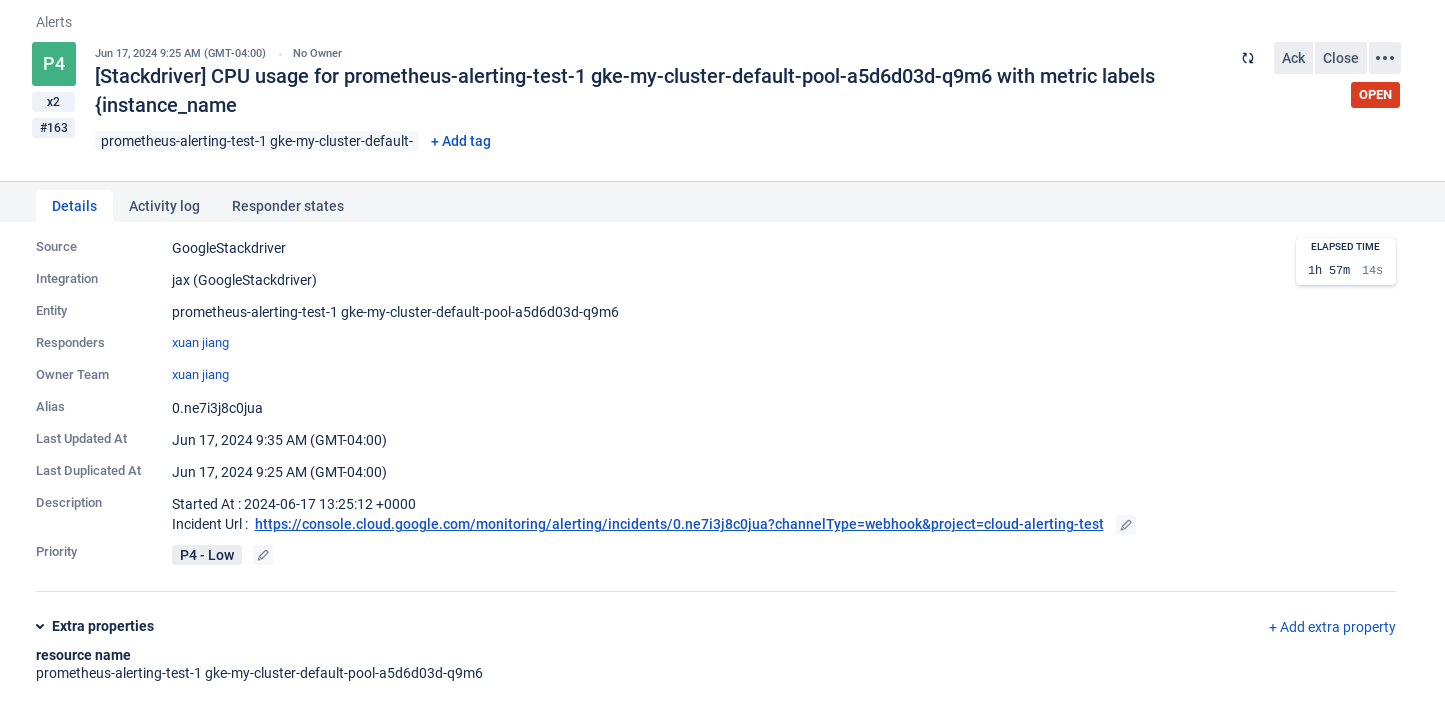 Alerts
P4
x2
#163
Jun 17, 2024 9:25 AM (GMT-04:00) No Owner
[Stackdriver] CPU usage for prometheus-alerting-test-1 gke-my-cluster-default-pool-a5d6d03d-q9m6 with metric labels
{instance_name
prometheus-alerting-test-1 gke-my-cluster-default-
+ Add tag
Ack
Close
OPEN
Details
Activity log
Responder states
ELAPSED TIME
1h 57m 14s
Source GoogleStackdriver
Integration jax (GoogleStackdriver)
Entity prometheus-alerting-test-1 gke-my-cluster-default-pool-a5d6d03d-q9m6
Responders xuan jiang
Owner Team xuan jiang
Alias 0.ne7i3j8c0jua
Last Updated At Jun 17, 2024 9:35 AM (GMT-04:00)
Last Duplicated At Jun 17, 2024 9:25 AM (GMT-04:00)
Description Started At : 2024-06-17 13:25:12 +0000
Incident Url : https://console.cloud.google.com/monitoring/alerting/incidents/0.ne7i3j8c0jua?channelType=webhook&project=cloud-alerting-test
Priority P4 - Low
Extra properties
+ Add extra property
resource name
prometheus-alerting-test-1 gke-my-cluster-default-pool-a5d6d03d-q9m6